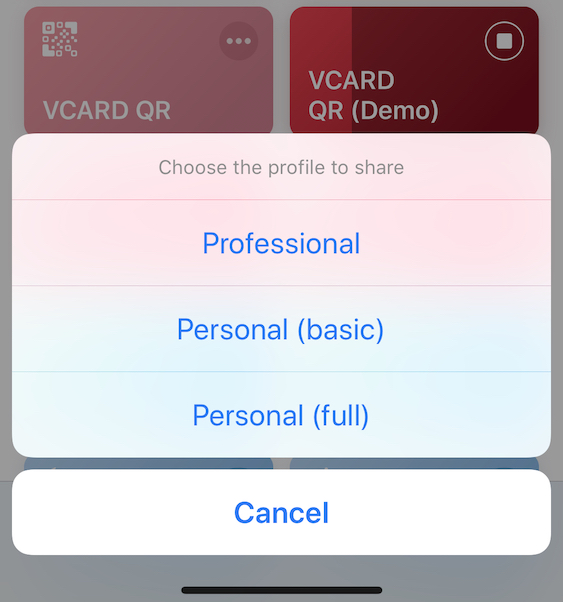 VCARD QR
VCARD
QR (Demo)
Choose the profile to share
Professional
Personal (basic)
Personal (full)
Cancel